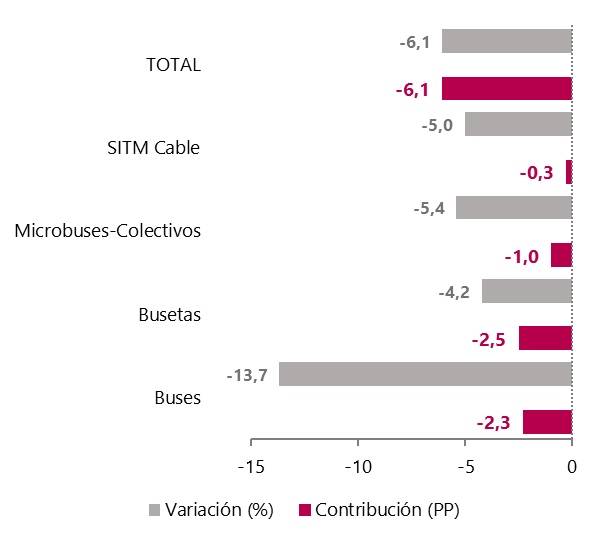 -6,1
TOTAL
-6,1
-5,0
SITM Cable
-0,3
-5,4
Microbuses-Colectivos
-1,0
-4,2
Busetas
-2,5
-13,7
Buses
-2,3
-15 -10 -5 0
Variación (%) Contribución (PP)